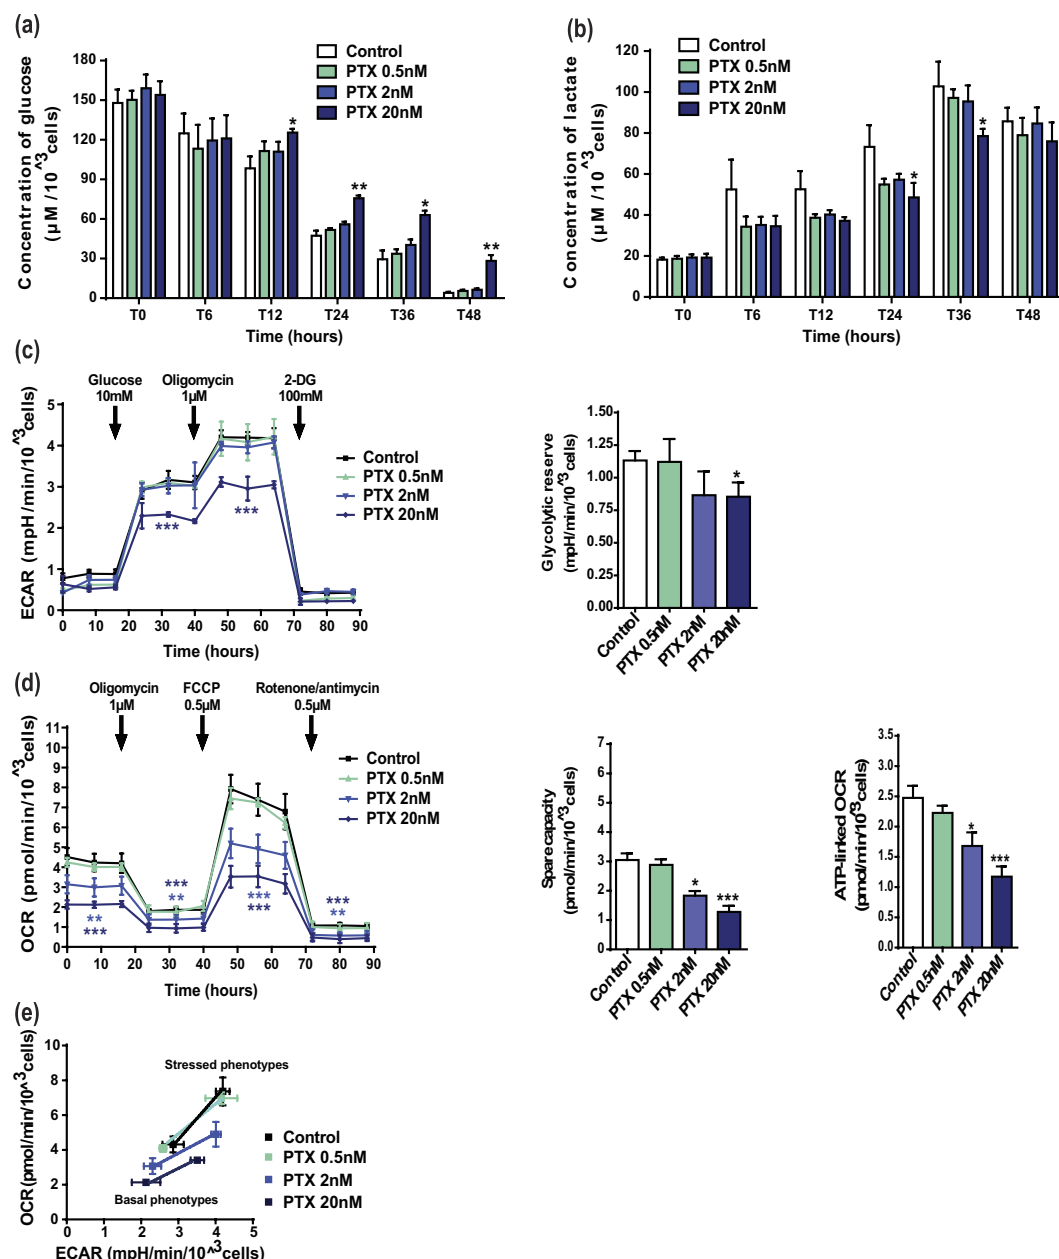 (a)
Control
PTX 0.5nM
PTX 2nM
PTX 20nM
Concentration of glucose
(µM /10^3cells)
180
150
120
90
60
30
0
*
**
*
**
T0 T6 T12 T24 T36 T48
Time (hours)
(b)
Control
PTX 0.5nM
PTX 2nM
PTX 20nM
Concentration of lactate
(µM /10^3cells)
120
100
80
60
40
20
0
*
*
T0 T6 T12 T24 T36 T48
Time (hours)
(c)
Glucose
10mM
Oligomycin
1µM
2-DG
100mM
ECAR (mpH/min/10^3cells)
5
4
3
2
1
0
***
***
Control
PTX 0.5nM
PTX 2nM
PTX 20nM
0 10 20 30 40 50 60 70 80 90
Time (hours)
Glycolytic reserve
(mpH/min/10^3cells)
1.50
1.25
1.00
0.75
0.50
0.25
0.00
*
Control
PTX 0.5nM
PTX 2nM
PTX 20nM
(d)
Oligomycin
1µM
FCCP
0.5µM
Rotenone/antimycin
0.5µM
OCR (pmol/min/10^3cells)
11
10
9
8
7
6
5
4
3
2
1
0
**
***
***
**
***
***
***
**
Control
PTX 0.5nM
PTX 2nM
PTX 20nM
0 10 20 30 40 50 60 70 80 90
Time (hours)
Sparecapacity
(pmol/min/10^3cells)
7
6
5
4
3
2
1
0
*
***
Control
PTX 0.5nM
PTX 2nM
PTX 20nM
ATP-linked OCR
(pmol/min/10^3cells)
3.5
3.0
2.5
2.0
1.5
1.0
0.5
0.0
*
***
Control
PTX 0.5nM
PTX 2nM
PTX 20nM
(e)
OCR(pmol/min/10^3cells)
10
8
6
4
2
0
Stressed phenotypes
Basal phenotypes
Control
PTX 0.5nM
PTX 2nM
PTX 20nM
0 1 2 3 4 5
ECAR (mpH/min/10^3cells)